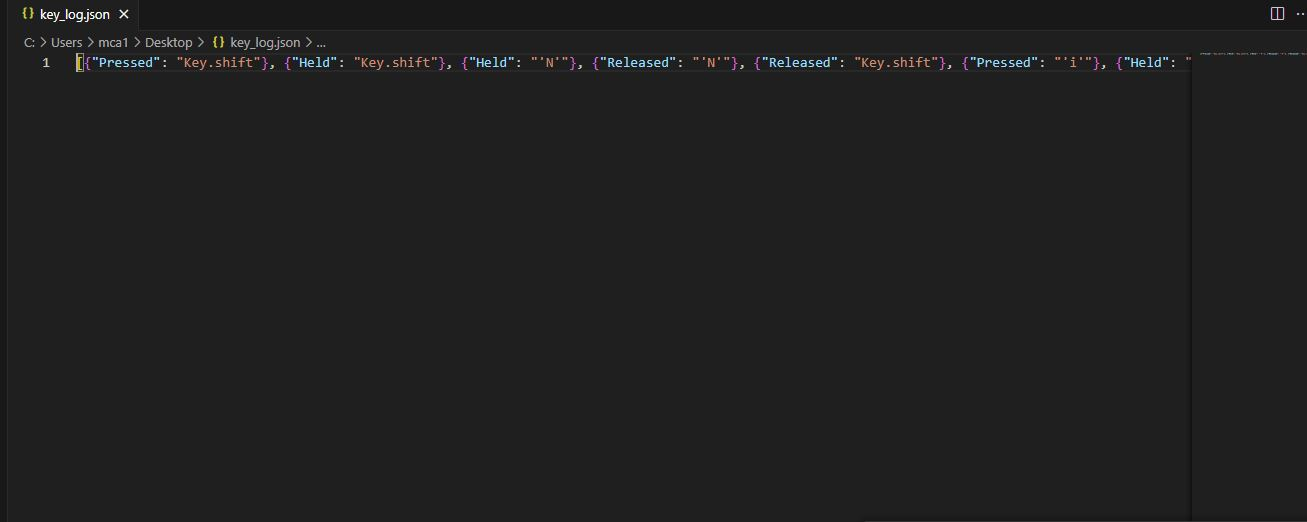 {} key_log.json ×
C: > Users > mca1 > Desktop > {} key_log.json > ...
1 [{"Pressed": "Key.shift"}, {"Held": "Key.shift"}, {"Held": "'N'"}, {"Released": "'N'"}, {"Released": "Key.shift"}, {"Pressed": "'i'"}, {"Held": "